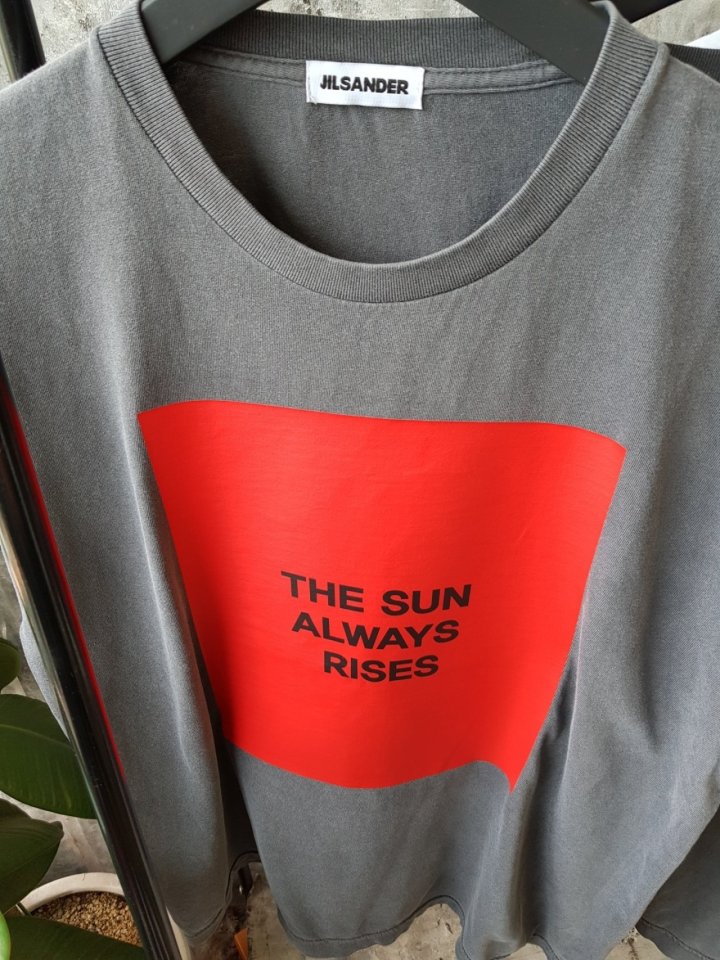 JILSANDER
THE SUN
ALWAYS
RISES